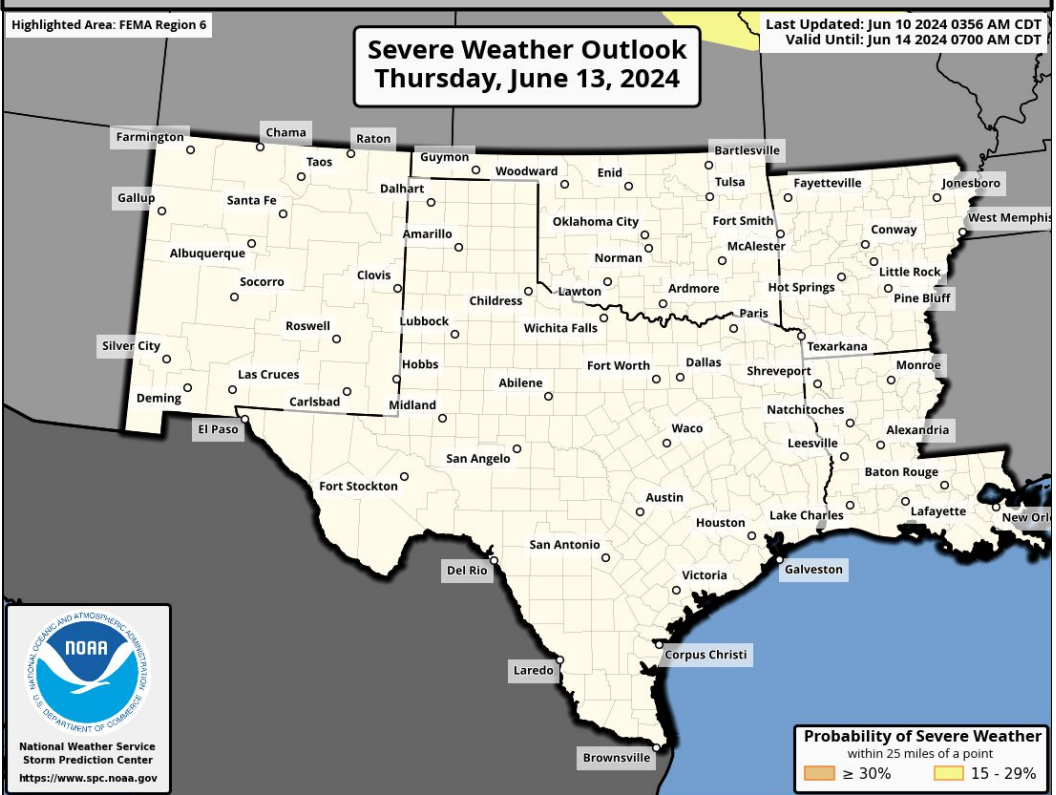 Highlighted Area: FEMA Region 6
Last Updated: Jun 10 2024 0356 AM CDT
Valid Until: Jun 14 2024 0700 AM CDT
Severe Weather Outlook
Thursday, June 13, 2024
Farmington
Chama
Raton
Taos
Guymon
Woodward
Enid
Bartlesville
Tulsa
Fayetteville
Jonesboro
Gallup
Santa Fe
Dalhart
Oklahoma City
Fort Smith
West Memphis
Albuquerque
Amarillo
Norman
McAlester
Conway
Socorro
Clovis
Childress
Lawton
Ardmore
Hot Springs
Little Rock
Pine Bluff
Roswell
Lubbock
Wichita Falls
Paris
Texarkana
Silver City
Hobbs
Fort Worth
Dallas
Shreveport
Monroe
Deming
Las Cruces
Carlsbad
Midland
Abilene
Natchitoches
El Paso
Waco
Leesville
Alexandria
San Angelo
Fort Stockton
Baton Rouge
Austin
Houston
Lake Charles
Lafayette
New Orl
San Antonio
Del Rio
Galveston
Victoria
Laredo
Corpus Christi
Brownsville
NATIONAL OCEANIC AND ATMOSPHERIC ADMINISTRATION
NOAA
U.S. DEPARTMENT OF COMMERCE
National Weather Service
Storm Prediction Center
https://www.spc.noaa.gov
Probability of Severe Weather
within 25 miles of a point
≥ 30%
15 - 29%